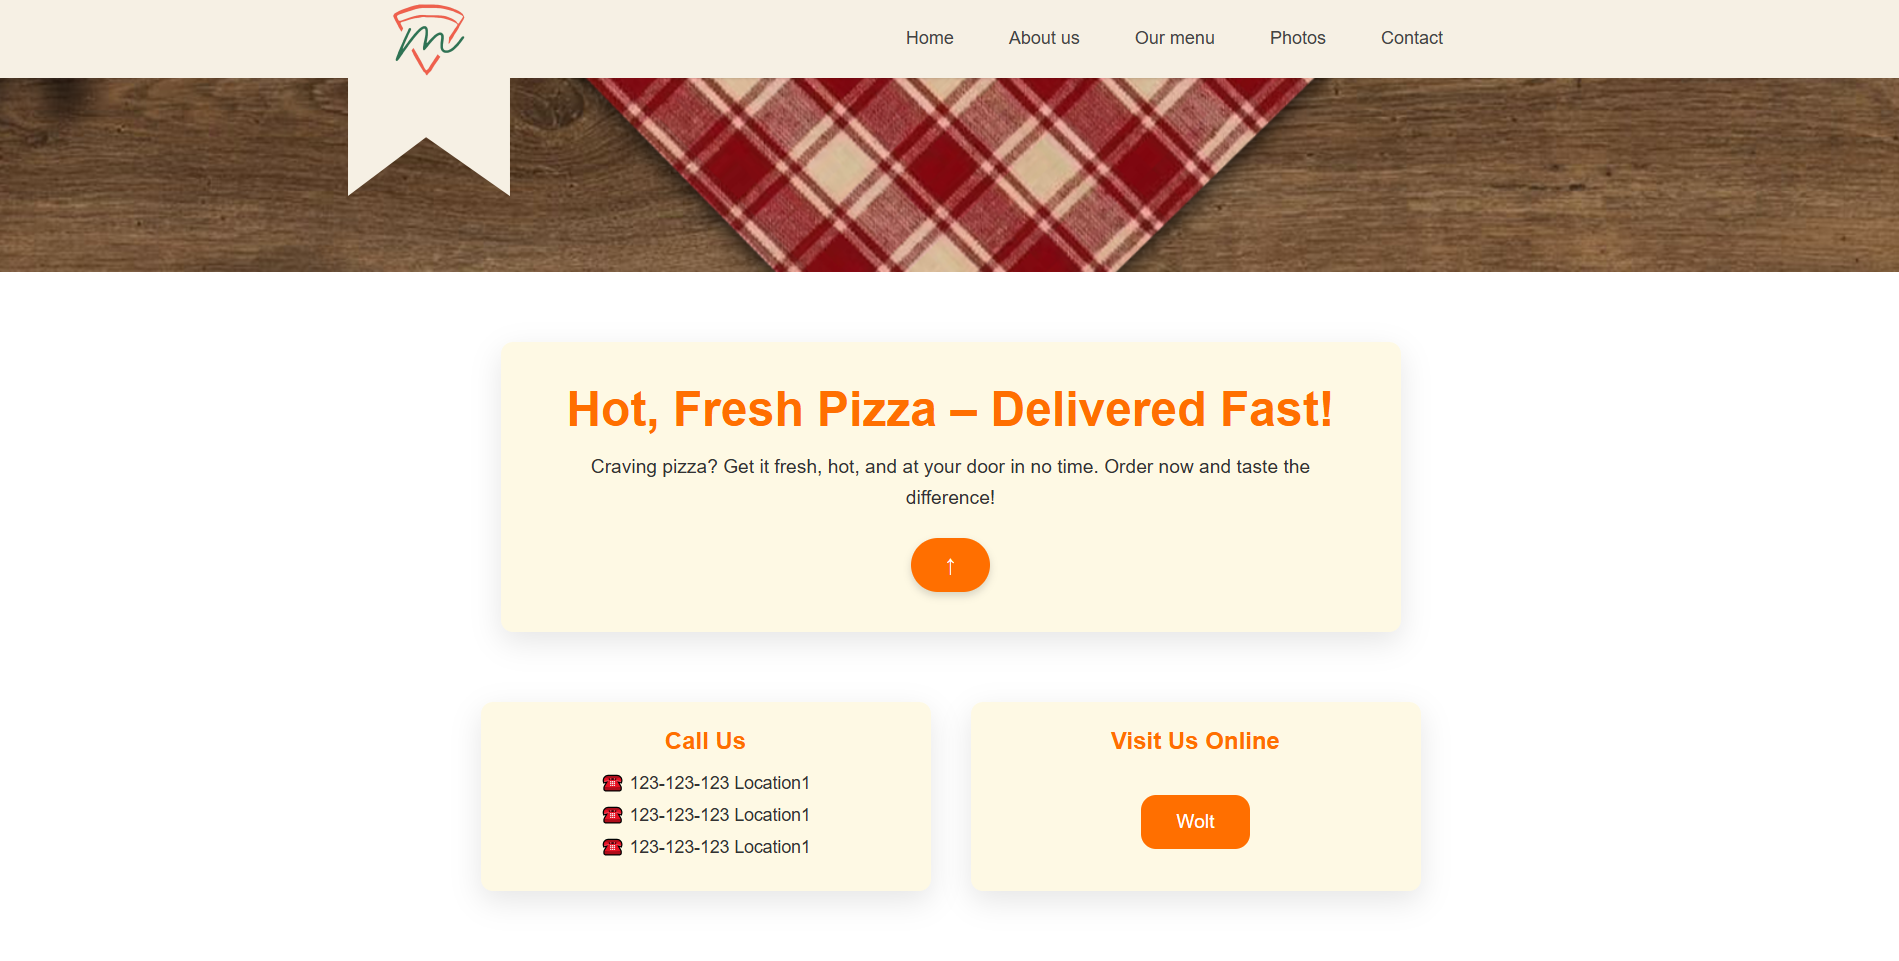 m
Home About us Our menu Photos Contact
Hot, Fresh Pizza – Delivered Fast!
Craving pizza? Get it fresh, hot, and at your door in no time. Order now and taste the
difference!
↑
Call Us
☎ 123-123-123 Location1
☎ 123-123-123 Location1
☎ 123-123-123 Location1
Visit Us Online
Wolt